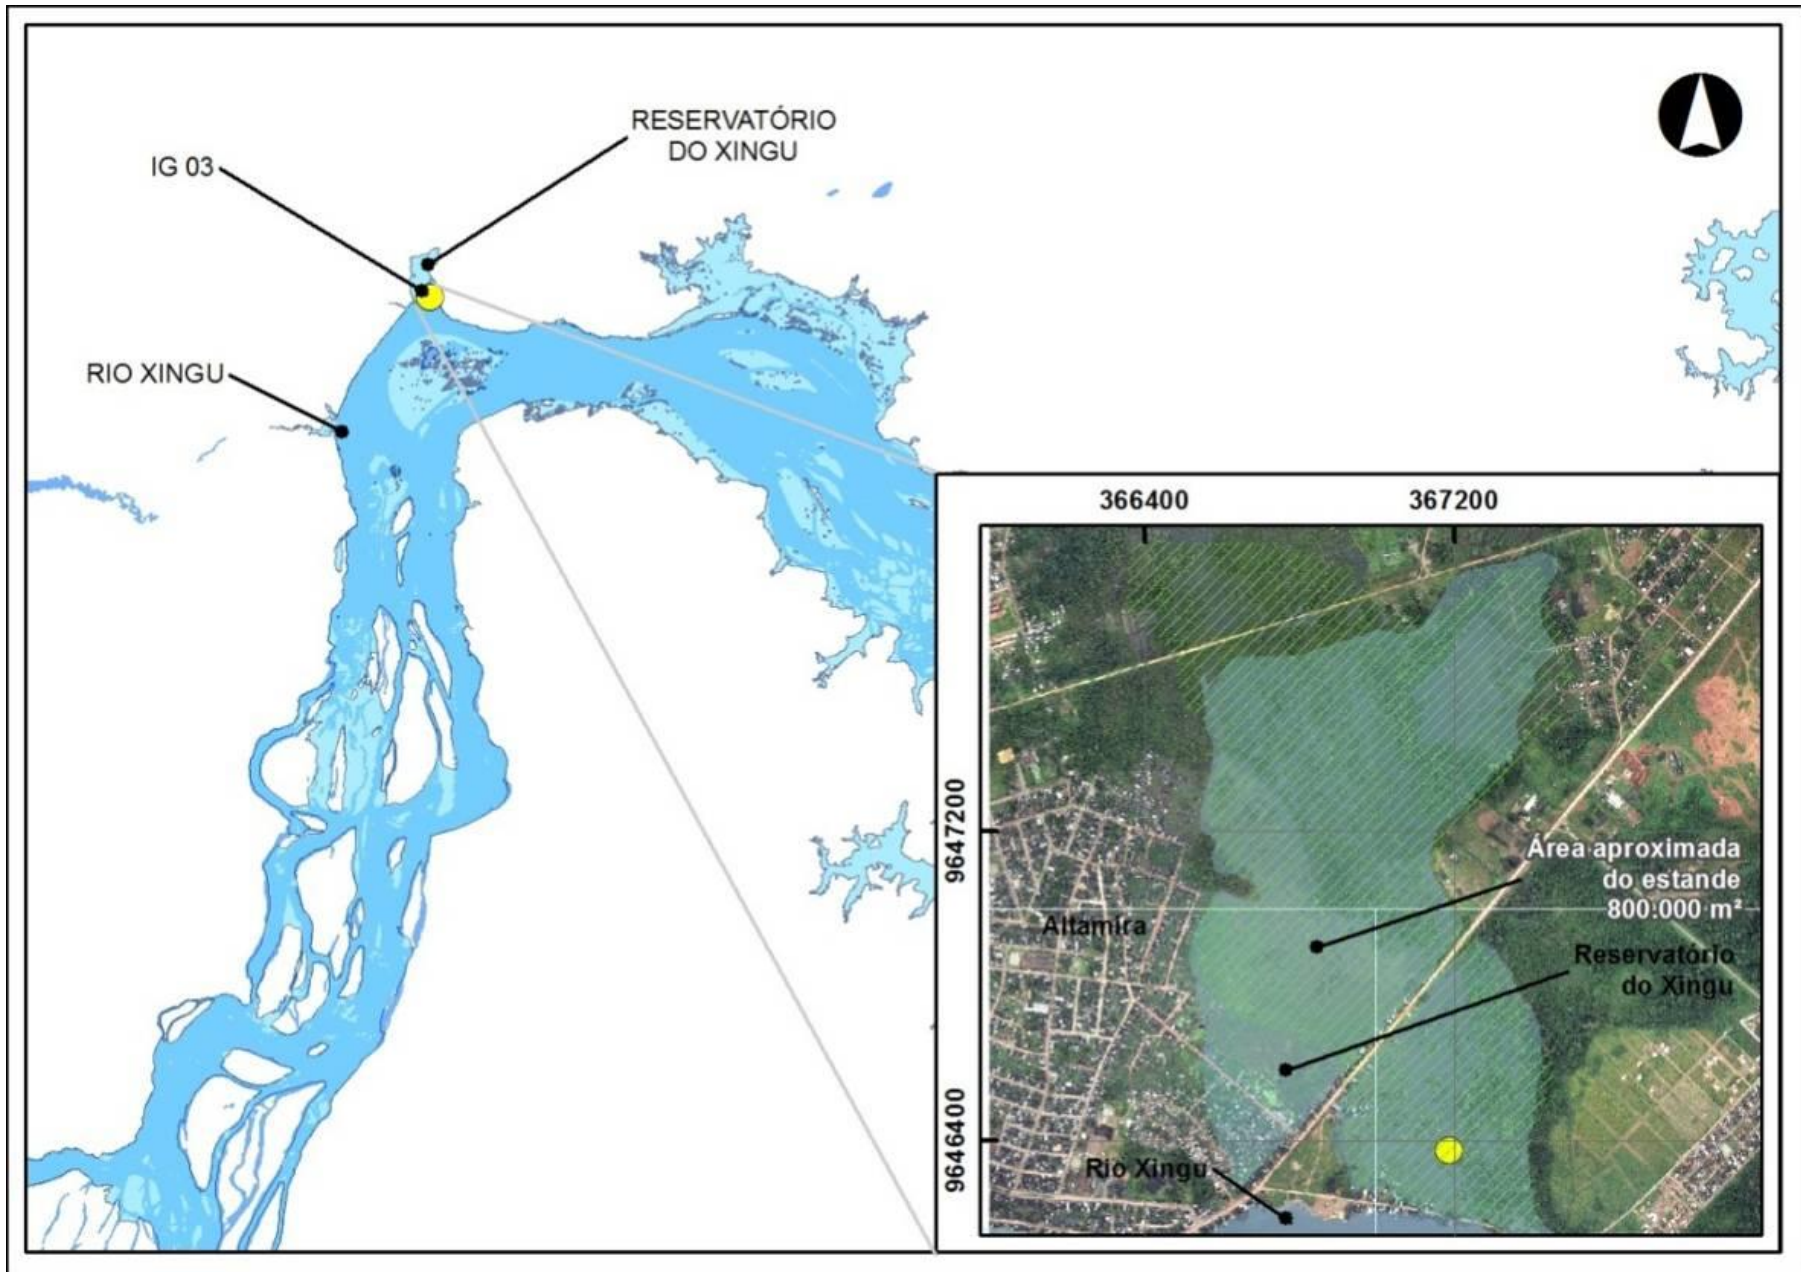 RESERVATÓRIO
DO XINGU
IG 03
RIO XINGU
366400
367200
9647200
9646400
Área aproximada
do estande
800.000 m²
Altamira
Reservatório
do Xingu
Rio Xingu